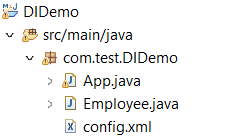 DIDemo
src/main/java
com.test.DIDemo
App.java
Employee.java
config.xml